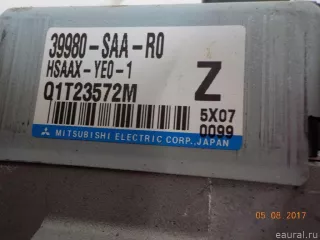 39980-SAA-R0
HSAAX-YE0-1
Q1T23572M
Z
5X07
0099
MITSUBISHI ELECTRIC CORP., JAPAN
05 08 2017
eaural.ru